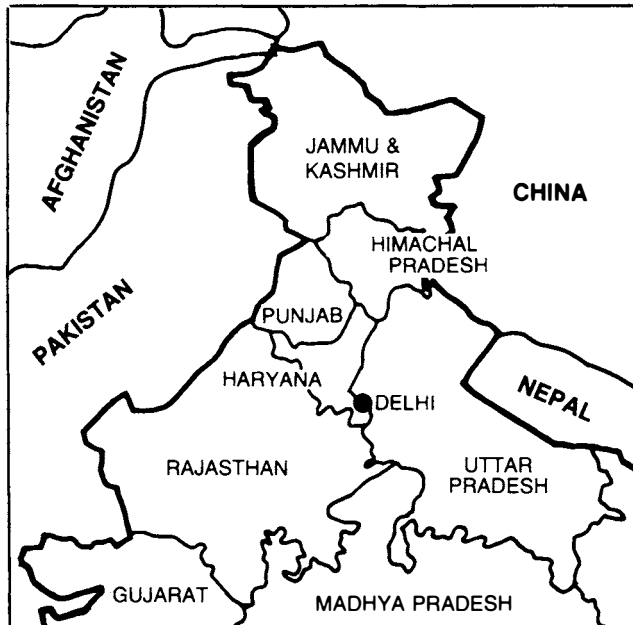 AFGHANISTAN
JAMMU &
KASHMIR
CHINA
HIMACHAL
PRADESH
PAKISTAN
PUNJAB
HARYANA
DELHI
NEPAL
RAJASTHAN
UTTAR
PRADESH
GUJARAT
MADHYA PRADESH